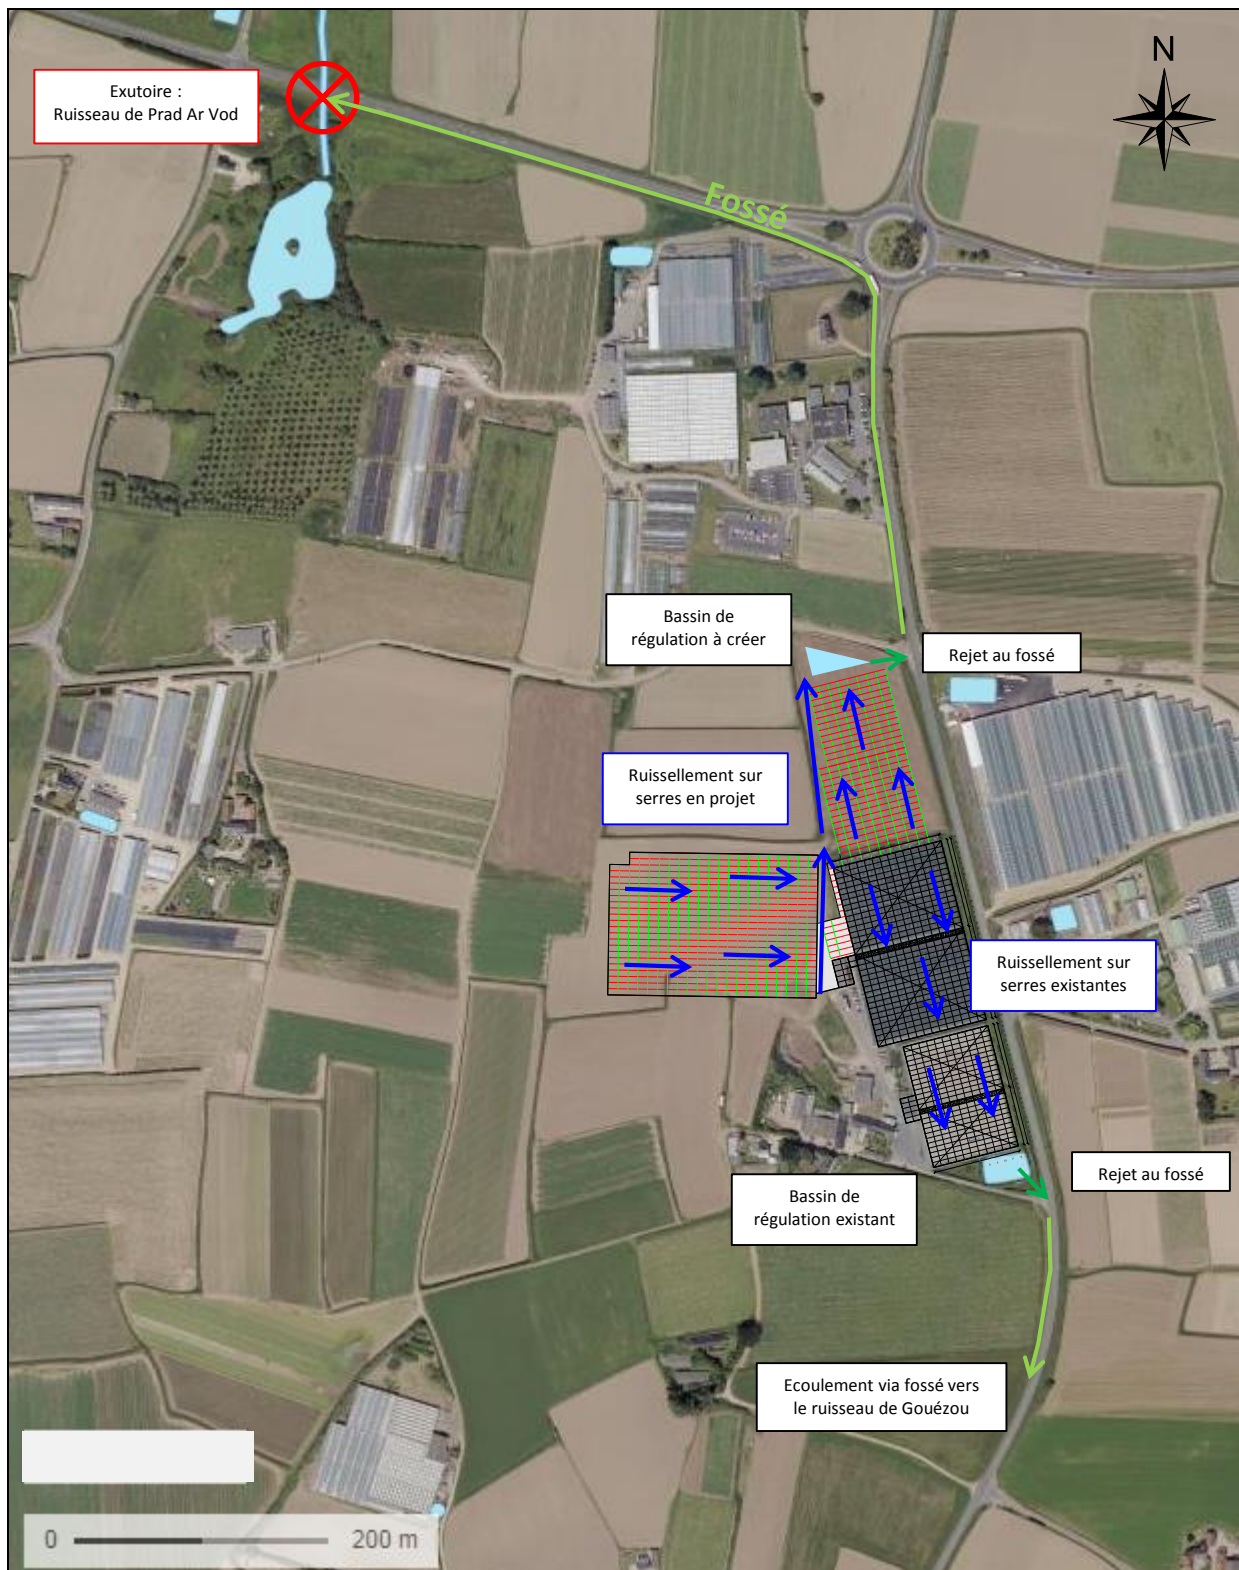 N
Exutoire :
Ruisseau de Prad Ar Vod
Fossé
Bassin de
régulation à créer
Rejet au fossé
Ruissellement sur
serres en projet
Ruissellement sur
serres existantes
Rejet au fossé
Bassin de
régulation existant
Ecoulement via fossé vers
le ruisseau de Gouézou
0 200 m